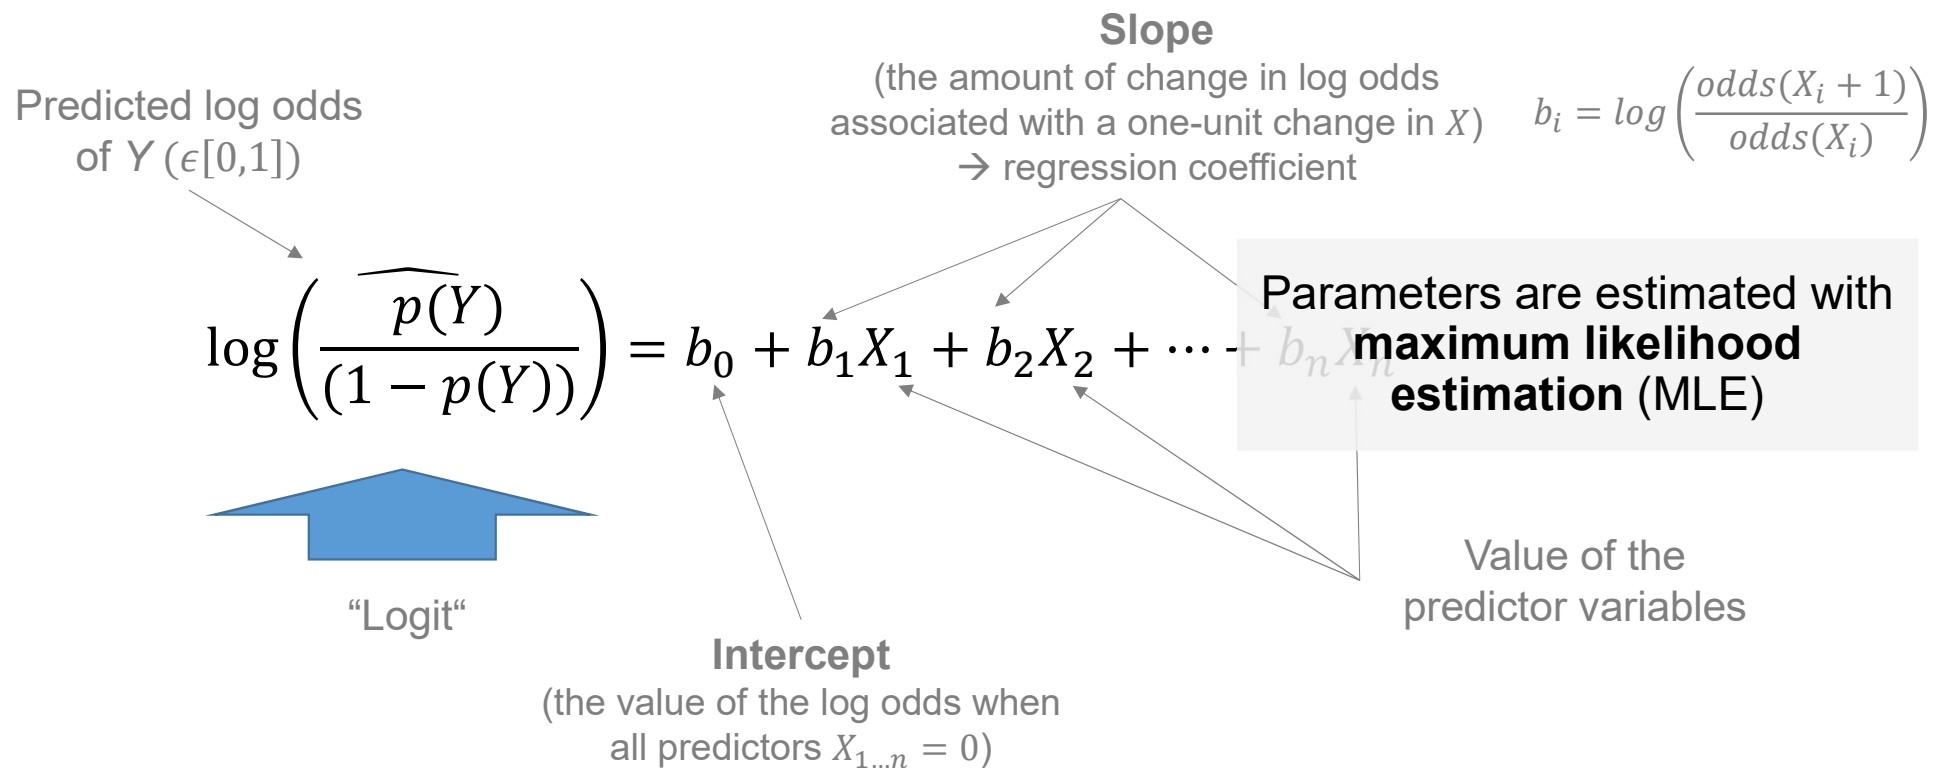 Slope
(the amount of change in log odds
associated with a one-unit change in X)
→ regression coefficient
b_i = log(odds(X_i + 1) / odds(X_i))
Predicted log odds
of Y (ϵ[0,1])
log(p(Y)^ / (1 − p(Y))) = b_0 + b_1X_1 + b_2X_2 + ⋯ + b_nX_n
Parameters are estimated with
maximum likelihood
estimation (MLE)
“Logit“
Value of the
predictor variables
Intercept
(the value of the log odds when
all predictors X_{1…n} = 0)